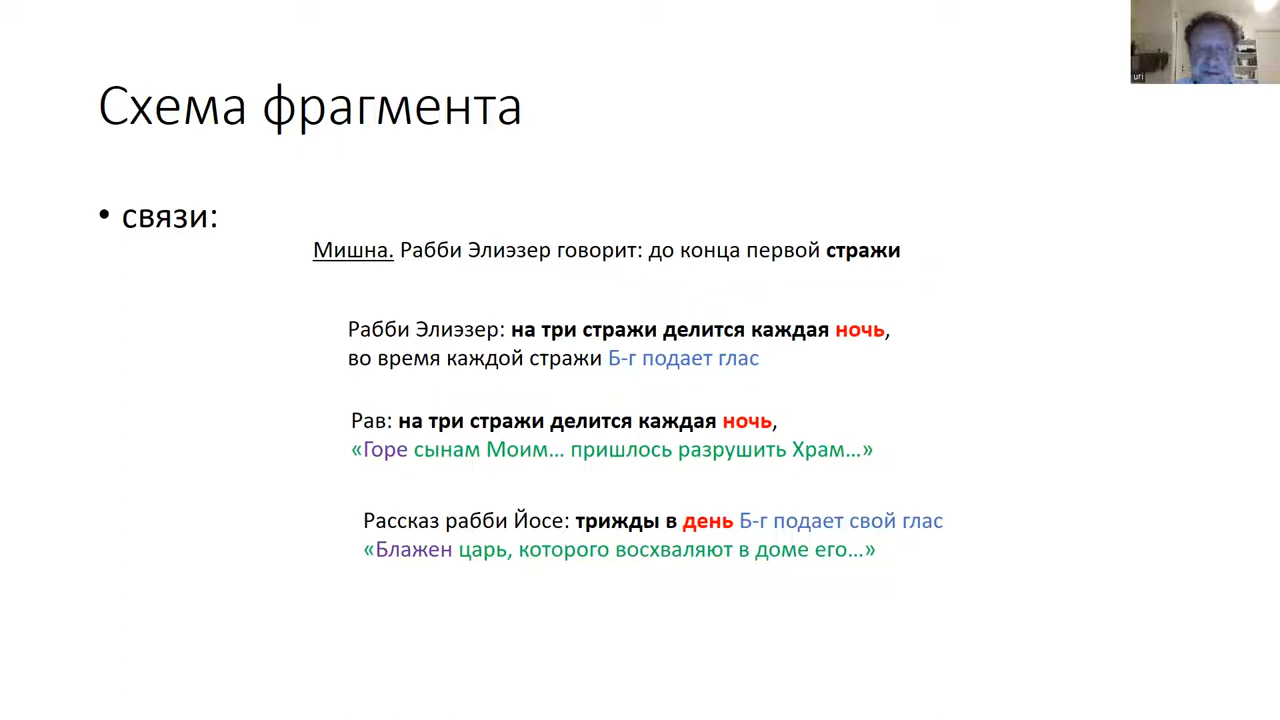 uri
Схема фрагмента
• связи:
Мишна. Рабби Элиэзер говорит: до конца первой стражи
Рабби Элиэзер: на три стражи делится каждая ночь,
во время каждой стражи Б-г подает глас
Рав: на три стражи делится каждая ночь,
«Горе сынам Моим... пришлось разрушить Храм...»
Рассказ рабби Йосе: трижды в день Б-г подает свой глас
«Блажен царь, которого восхваляют в доме его...»